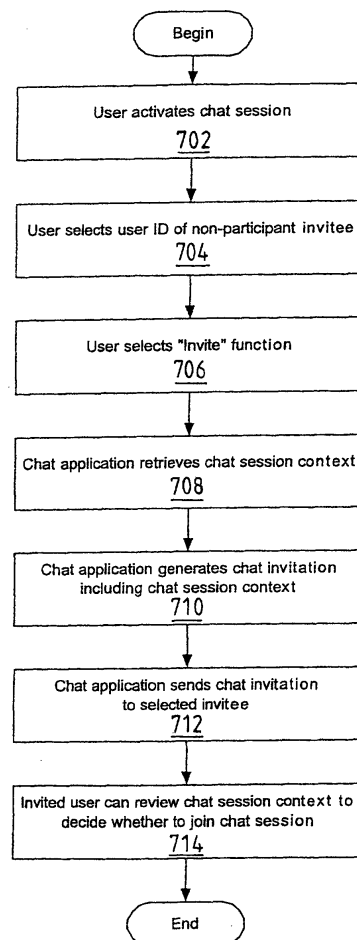 Begin
User activates chat session
702
User selects user ID of non-participant invitee
704
User selects "Invite" function
706
Chat application retrieves chat session context
708
Chat application generates chat invitation
including chat session context
710
Chat application sends chat invitation
to selected invitee
712
Invited user can review chat session context to
decide whether to join chat session
714
End